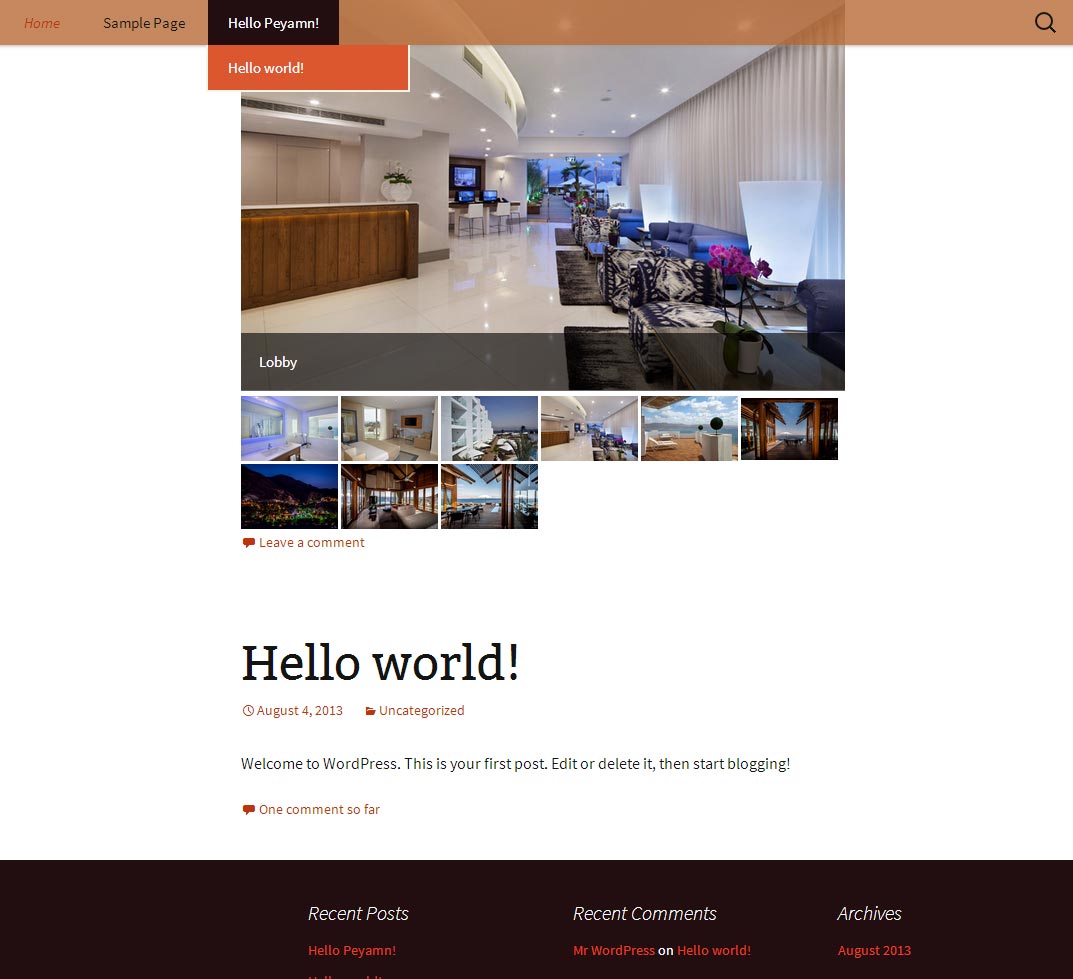 Home Sample Page Hello Peyamn!
Hello world!
Lobby
Leave a comment
Hello world!
August 4, 2013 Uncategorized
Welcome to WordPress. This is your first post. Edit or delete it, then start blogging!
One comment so far
Recent Posts Recent Comments Archives
Hello Peyamn! Mr WordPress on Hello world! August 2013
Hello world!